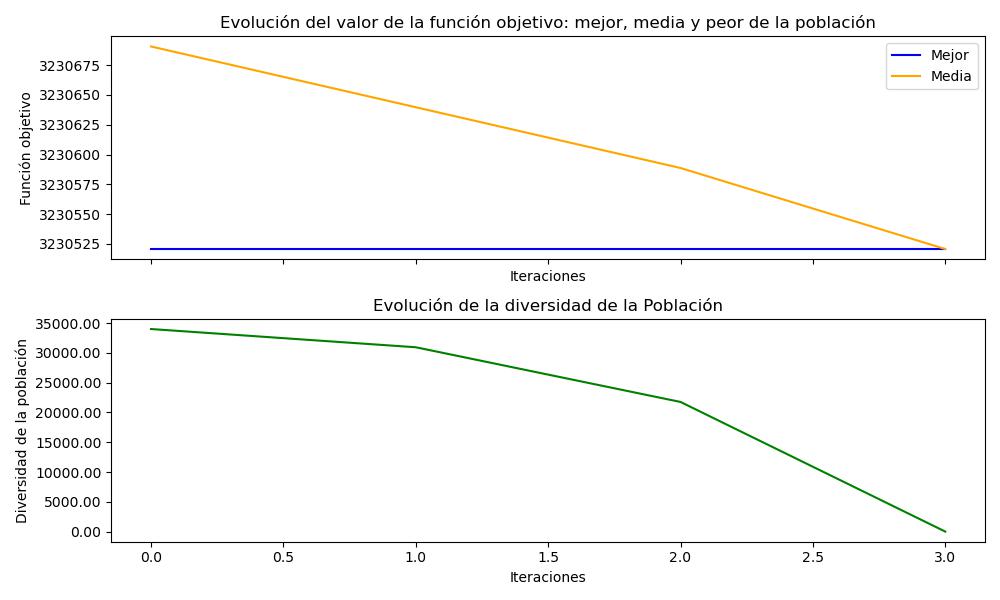 Evolución del valor de la función objetivo: mejor, media y peor de la población
Función objetivo
3230675
3230650
3230625
3230600
3230575
3230550
3230525
Mejor
Media
Iteraciones
Evolución de la diversidad de la Población
Diversidad de la población
35000.00
30000.00
25000.00
20000.00
15000.00
10000.00
5000.00
0.00
0.0 0.5 1.0 1.5 2.0 2.5 3.0
Iteraciones